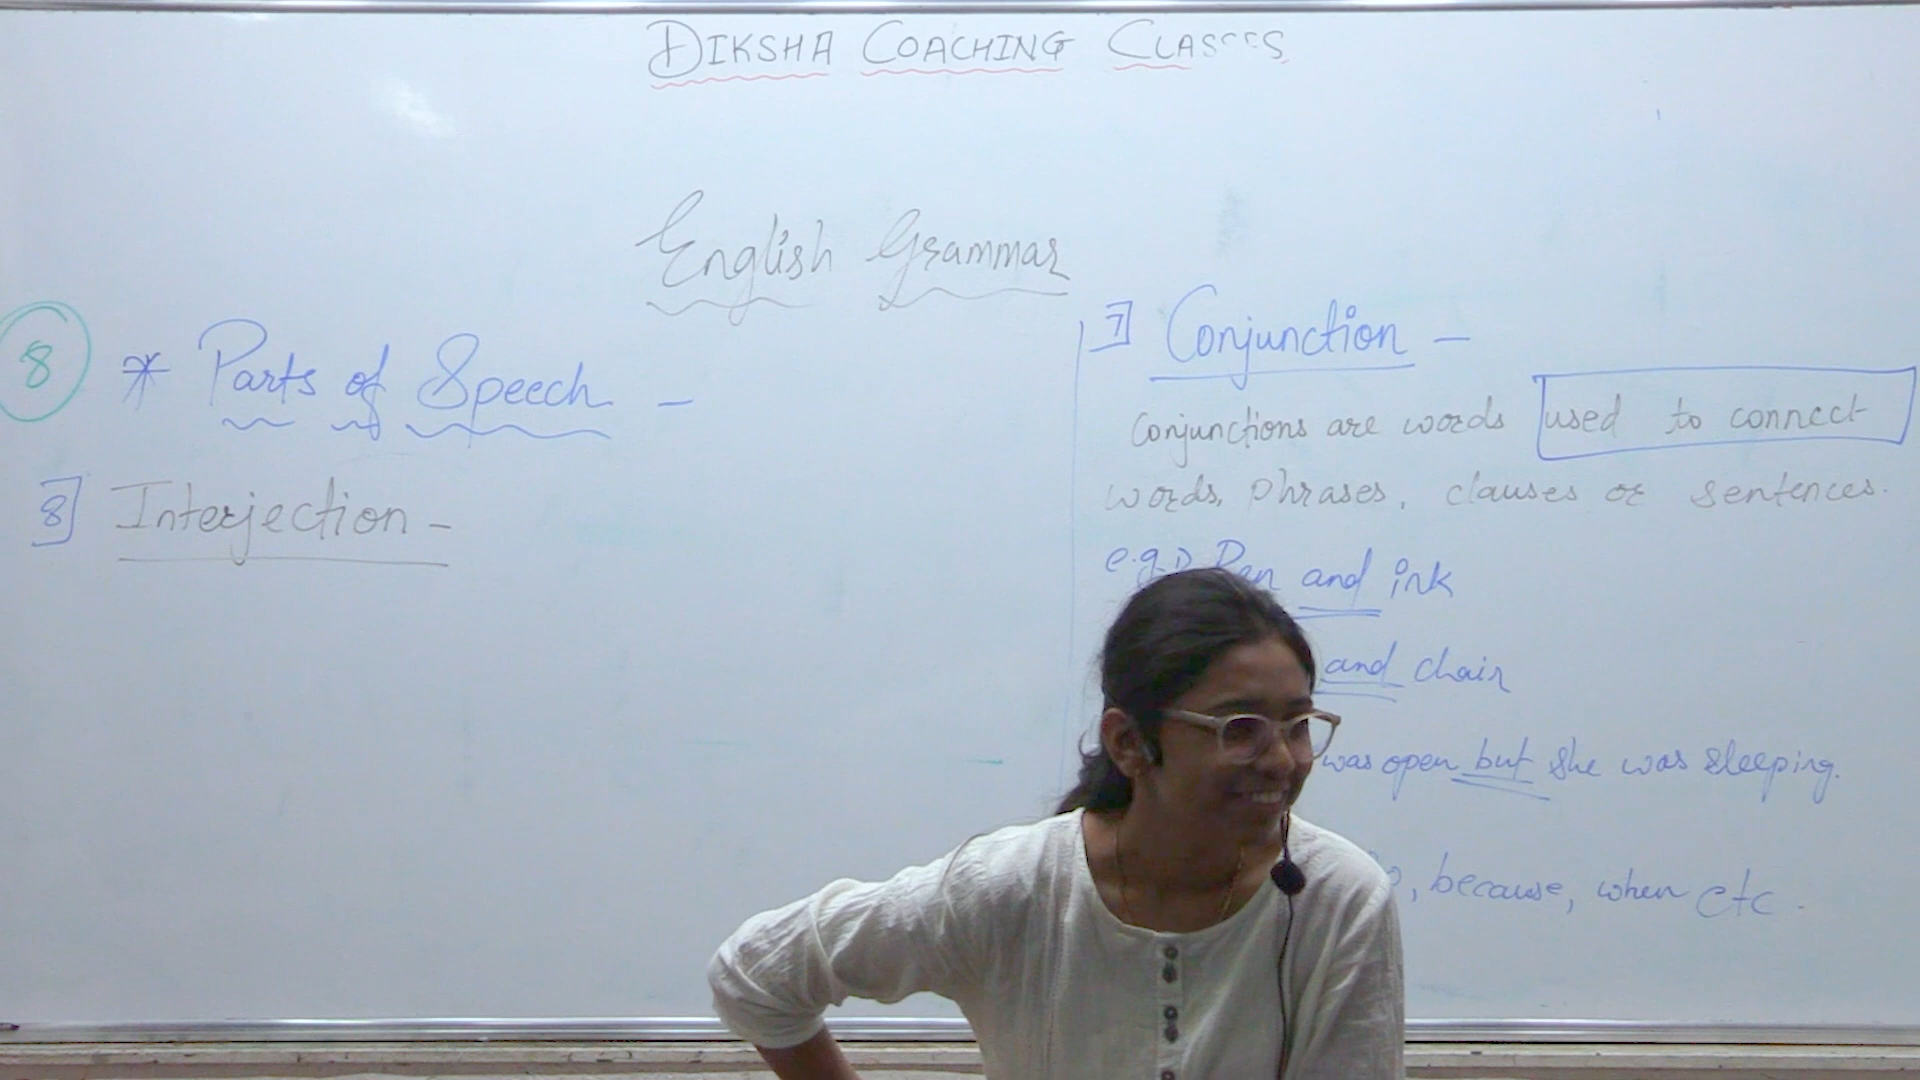 DIKSHA COACHING CLASSES
English Grammar
8
* Parts of Speech -
8] Interjection -
7] Conjunction -
Conjunctions are words used to connect
words, phrases, clauses or sentences.
e.g. Pen and ink
and chair
was open but she was sleeping.
, because, when etc.